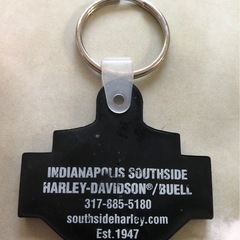 INDIANAPOLIS SOUTHSIDE
HARLEY-DAVIDSON®/BUELL
317-885-5180
southsideharley.com
Est.1947